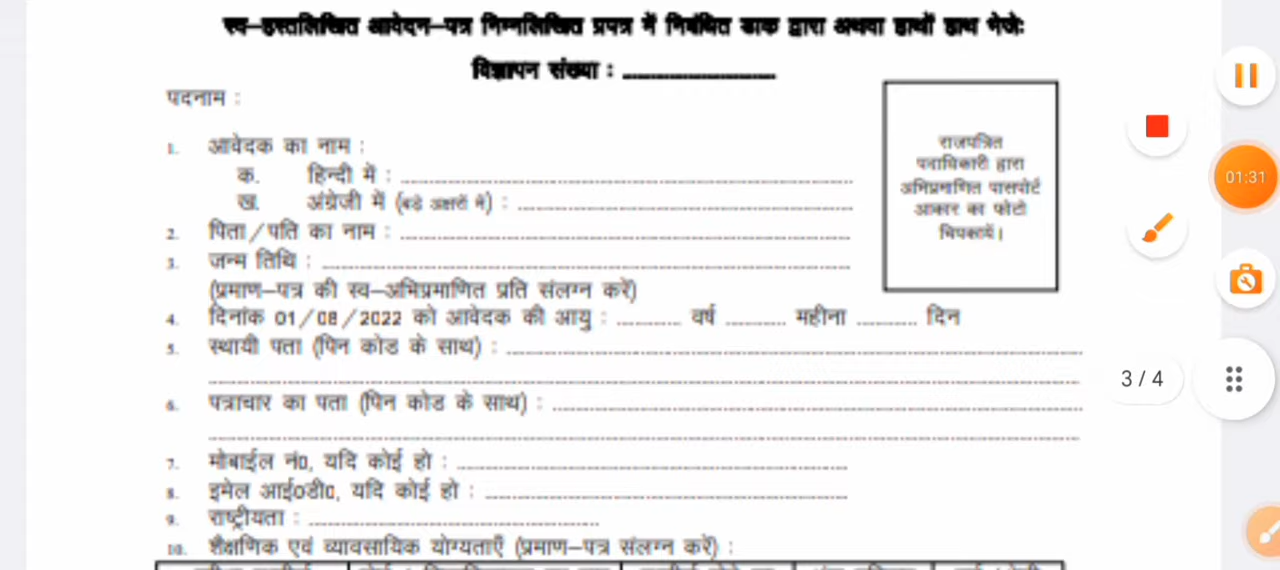 स्व–हस्तलिखित आवेदन–पत्र निम्नलिखित प्रपत्र में निबंधित डाक द्वारा अथवा हाथों हाथ भेजेः
विज्ञापन संख्या : ........................
पदनाम :
1. आवेदक का नाम :
क. हिन्दी में : ........................
ख. अंग्रेजी में (बड़े अक्षरों में) : ........................
राजपत्रित
पदाधिकारी द्वारा
अभिप्रमाणित पासपोर्ट
आकार का फोटो
चिपकायें।
2. पिता/पति का नाम : ........................
3. जन्म तिथि : ........................
(प्रमाण–पत्र की स्व–अभिप्रमाणित प्रति संलग्न करें)
4. दिनांक 01/08/2022 को आवेदक की आयु : ............ वर्ष ............ महीना ............ दिन
5. स्थायी पता (पिन कोड के साथ) : ........................
6. पत्राचार का पता (पिन कोड के साथ) : ........................
7. मोबाईल नं0, यदि कोई हो : ........................
8. इमेल आई0डी0, यदि कोई हो : ........................
9. राष्ट्रीयता : ........................
10. शैक्षणिक एवं व्यावसायिक योग्यताएँ (प्रमाण–पत्र संलग्न करें) :
01:31
3 / 4